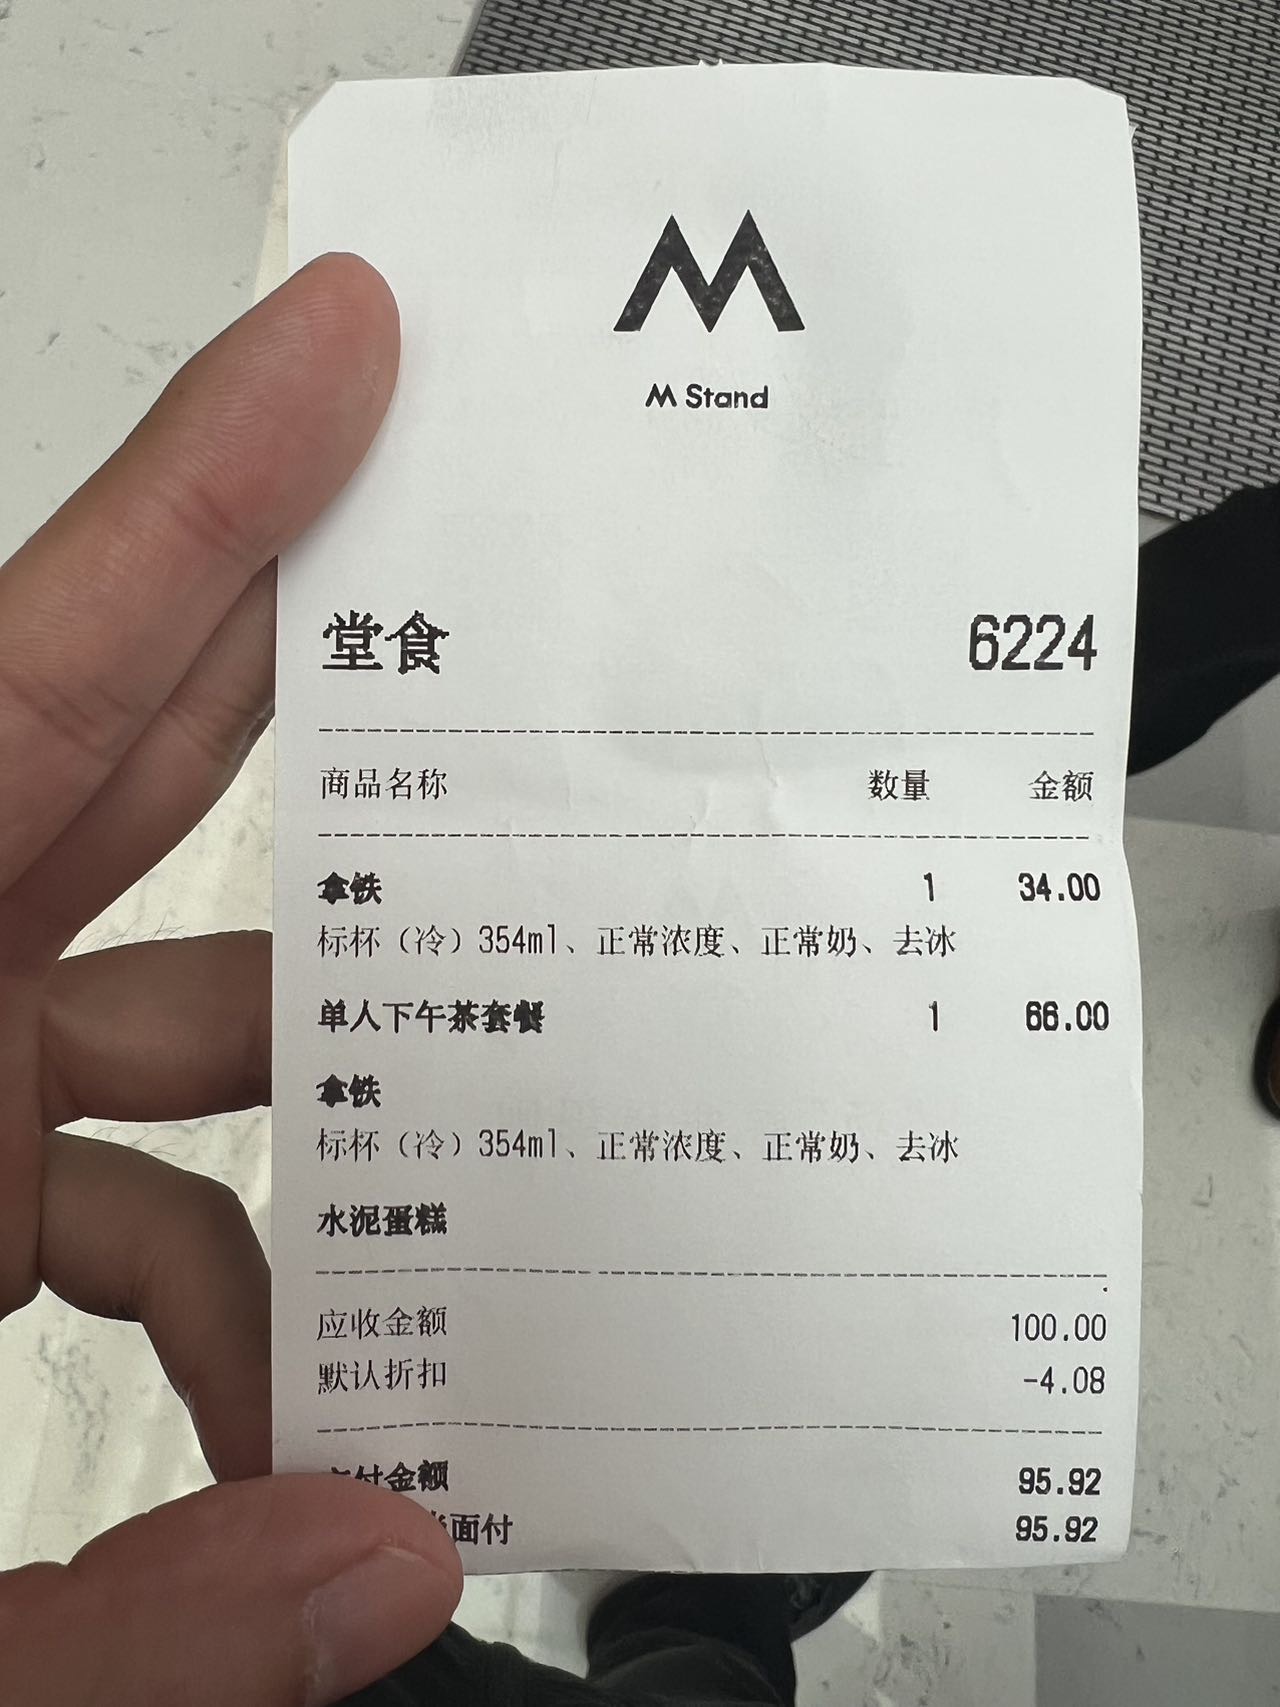 M Stand
堂食 6224
商品名称 数量 金额
拿铁 1 34.00
标杯（冷）354ml、正常浓度、正常奶、去冰
单人下午茶套餐 1 66.00
拿铁
标杯（冷）354ml、正常浓度、正常奶、去冰
水泥蛋糕
应收金额 100.00
默认折扣 -4.08
付金额 95.92
面付 95.92